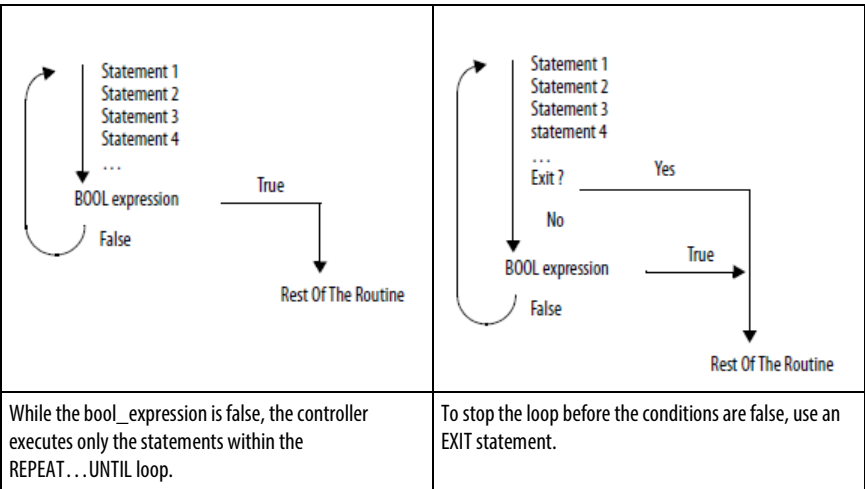 Statement 1
Statement 2
Statement 3
Statement 4
...
BOOL expression
True
False
Rest Of The Routine
While the bool_expression is false, the controller
executes only the statements within the
REPEAT...UNTIL loop.
Statement 1
Statement 2
Statement 3
statement 4
...
Exit ?
Yes
No
BOOL expression
True
False
Rest Of The Routine
To stop the loop before the conditions are false, use an
EXIT statement.